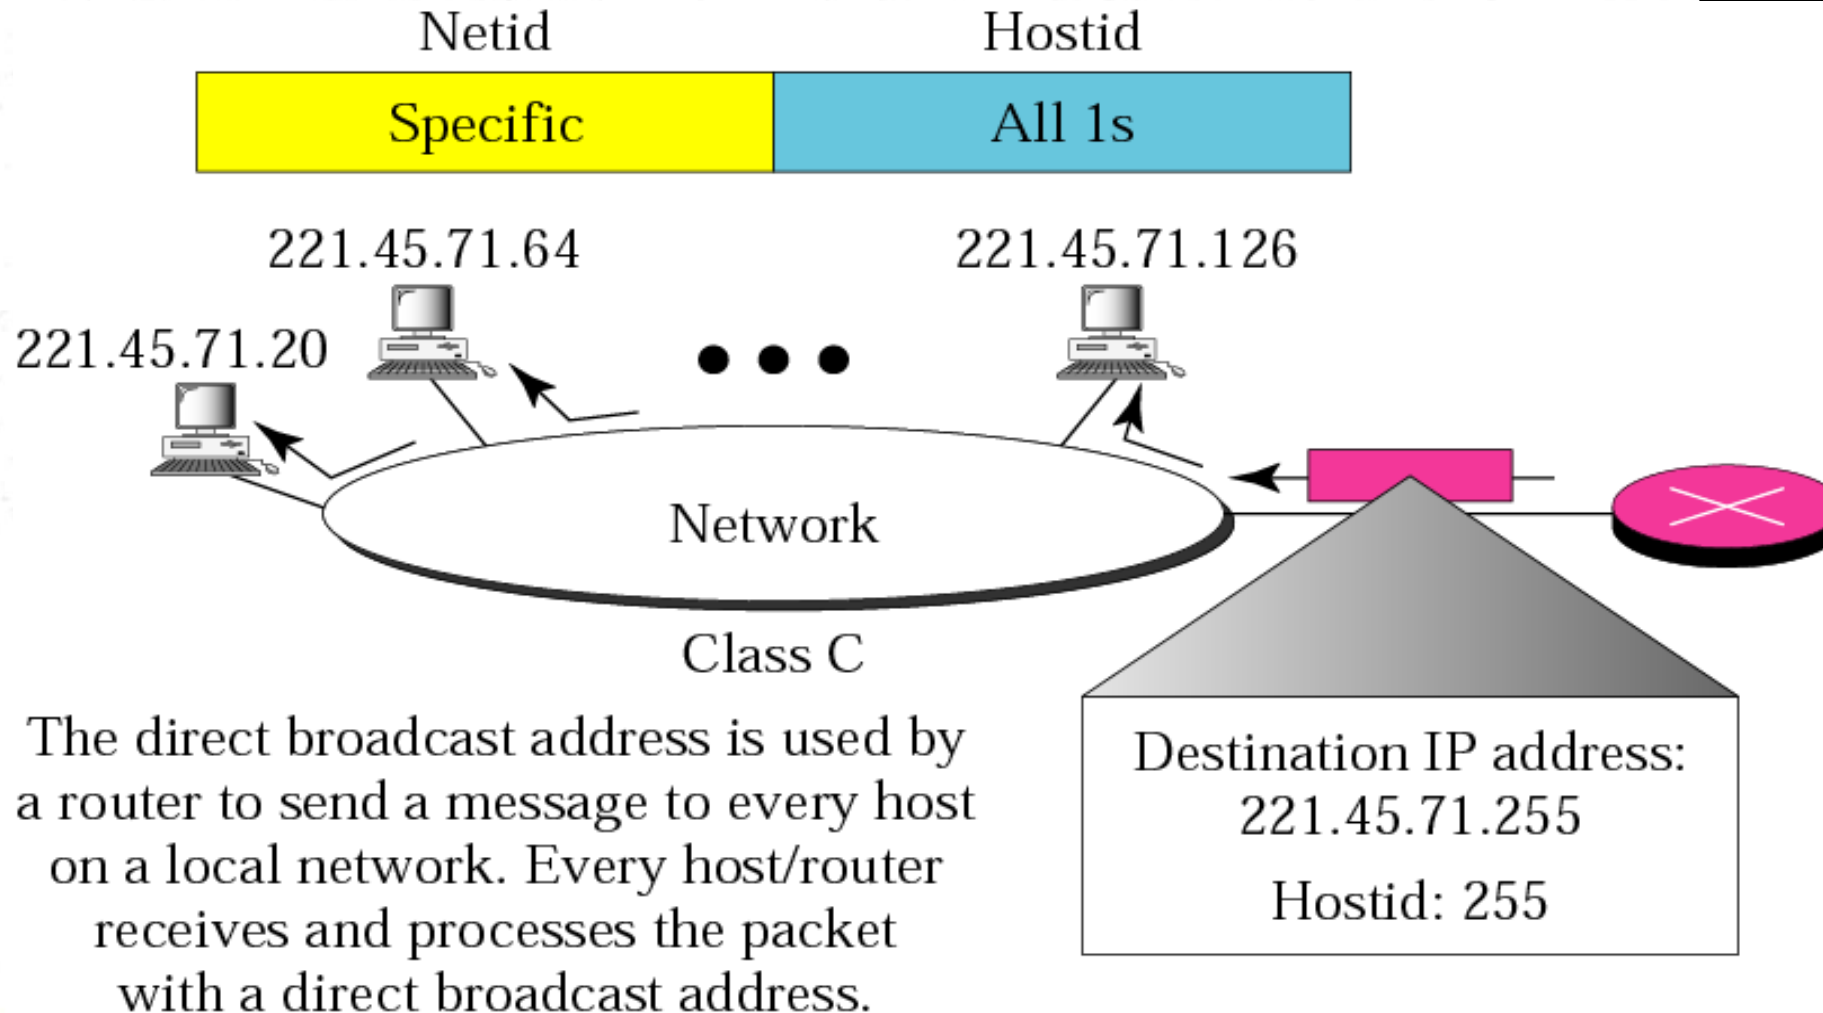 Netid
Hostid
Specific
All 1s
221.45.71.64
221.45.71.126
221.45.71.20
Network
Class C
The direct broadcast address is used by
a router to send a message to every host
on a local network. Every host/router
receives and processes the packet
with a direct broadcast address.
Destination IP address:
221.45.71.255
Hostid: 255